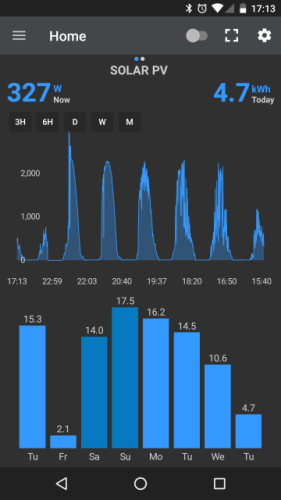 17:13
Home
SOLAR PV
327 W Now
4.7 kWh Today
3H 6H D W M
2,000
1,000
0
17:13 22:59 22:03 20:40 19:37 18:20 16:50 15:40
15.3 2.1 14.0 17.5 16.2 14.5 10.6 4.7
Tu Fr Sa Su Mo Tu We Tu